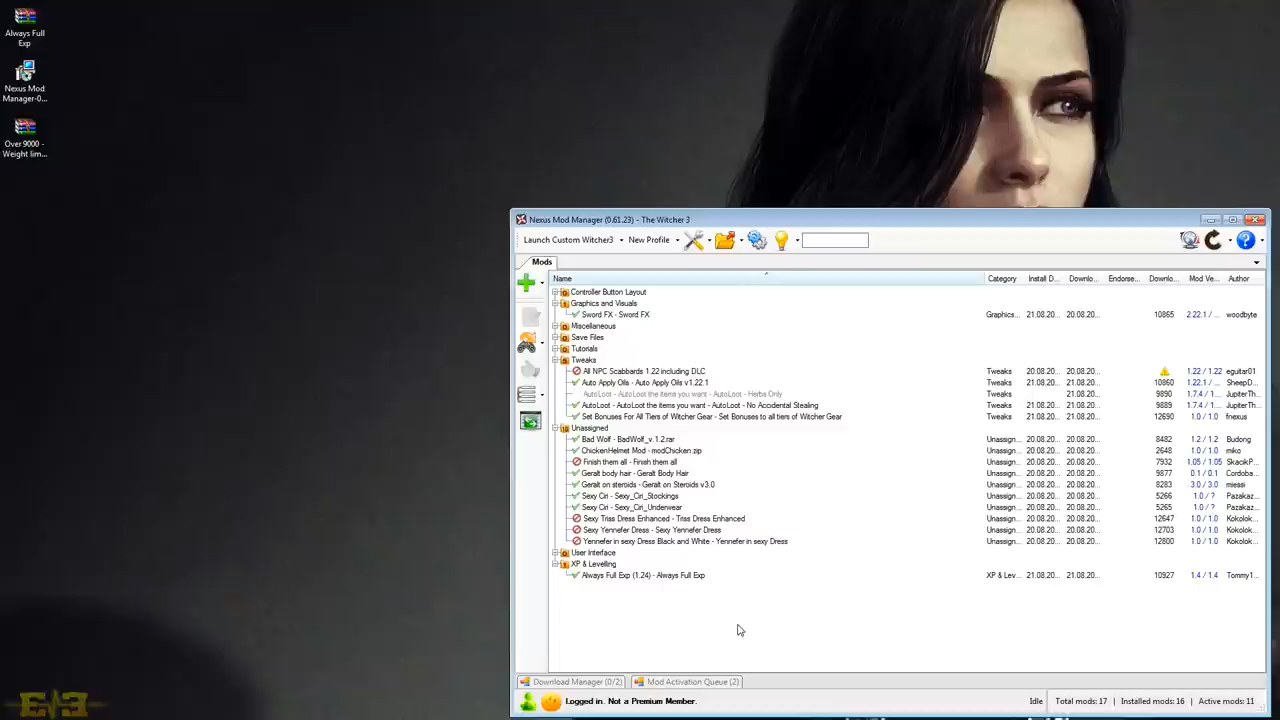 Always Full
Exp
Nexus Mod
Manager-0...
Over 9000 -
Weight lim...
Nexus Mod Manager (0.61.23) - The Witcher 3
Launch Custom Witcher3 New Profile
Mods
Name Category Install D... Downlo... Endorse... Downlo... Mod Ve... Author
Controller Button Layout
Graphics and Visuals
Sword FX - Sword FX Graphics... 21.08.20... 20.08.20... 10865 2.22.1 / ... woodbyte
Miscellaneous
Save Files
Tutorials
Tweaks
All NPC Scabbards 1.22 including DLC Tweaks 20.08.20... 20.08.20... 1.22 / 1.22 eguitar01
Auto Apply Oils - Auto Apply Oils v1.22.1 Tweaks 20.08.20... 20.08.20... 10860 1.22.1 / ... SheepD...
AutoLoot - AutoLoot the items you want - AutoLoot - Herbs Only Tweaks 20.08.20... 20.08.20... 9890 1.7.4 / 1... JupiterTh...
AutoLoot - AutoLoot the items you want - AutoLoot - No Accidental Stealing Tweaks 20.08.20... 20.08.20... 9889 1.7.4 / 1... JupiterTh...
Set Bonuses For All Tiers of Witcher Gear - Set Bonuses to all tiers of Witcher Gear Tweaks 20.08.20... 20.08.20... 12690 1.0 / 1.0 fnexus
Unassigned
Bad Wolf - BadWolf_v.1.2.rar Unassign... 20.08.20... 20.08.20... 8482 1.2 / 1.2 Budong
ChickenHelmet Mod - modChicken.zip Unassign... 20.08.20... 20.08.20... 2648 1.0 / 1.0 miko
Finish them all - Finish them all Unassign... 20.08.20... 20.08.20... 7932 1.05 / 1.05 SkacikP...
Geralt body hair - Geralt Body Hair Unassign... 20.08.20... 20.08.20... 9877 0.1 / 0.1 Cordoba...
Geralt on steroids - Geralt on Steroids v3.0 Unassign... 20.08.20... 20.08.20... 8283 3.0 / 3.0 miessi
Sexy Ciri - Sexy_Ciri_Stockings Unassign... 20.08.20... 20.08.20... 5266 1.0 / ? Pazakaz...
Sexy Ciri - Sexy_Ciri_Underwear Unassign... 20.08.20... 20.08.20... 5265 1.0 / ? Pazakaz...
Sexy Triss Dress Enhanced - Triss Dress Enhanced Unassign... 20.08.20... 20.08.20... 12647 1.0 / 1.0 Kokolok...
Sexy Yennefer Dress - Sexy Yennefer Dress Unassign... 20.08.20... 20.08.20... 12703 1.0 / 1.0 Kokolok...
Yennefer in sexy Dress Black and White - Yennefer in sexy Dress Unassign... 20.08.20... 20.08.20... 12800 1.0 / 1.0 Kokolok...
User Interface
XP & Levelling
Always Full Exp (1.24) - Always Full Exp XP & Lev... 21.08.20... 21.08.20... 10927 1.4 / 1.4 Tommy1...
Download Manager (0/2) Mod Activation Queue (2)
Logged in. Not a Premium Member. Idle Total mods: 17 Installed mods: 16 Active mods: 11